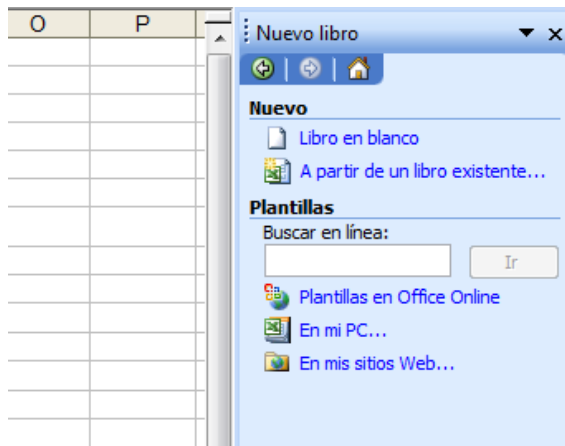 O P
Nuevo libro
Nuevo
Libro en blanco
A partir de un libro existente...
Plantillas
Buscar en línea:
Ir
Plantillas en Office Online
En mi PC...
En mis sitios Web...